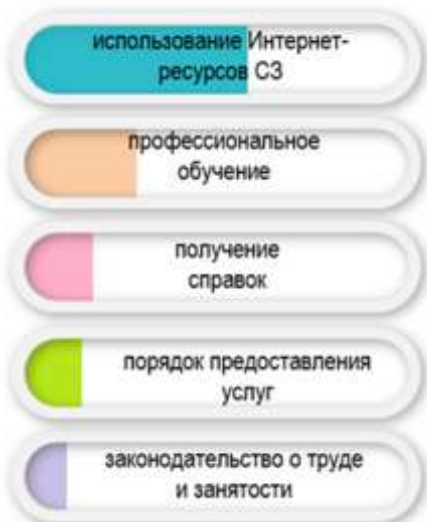 использование Интернет-
ресурсов СЗ
профессиональное
обучение
получение
справок
порядок предоставления
услуг
законодательство о труде
и занятости